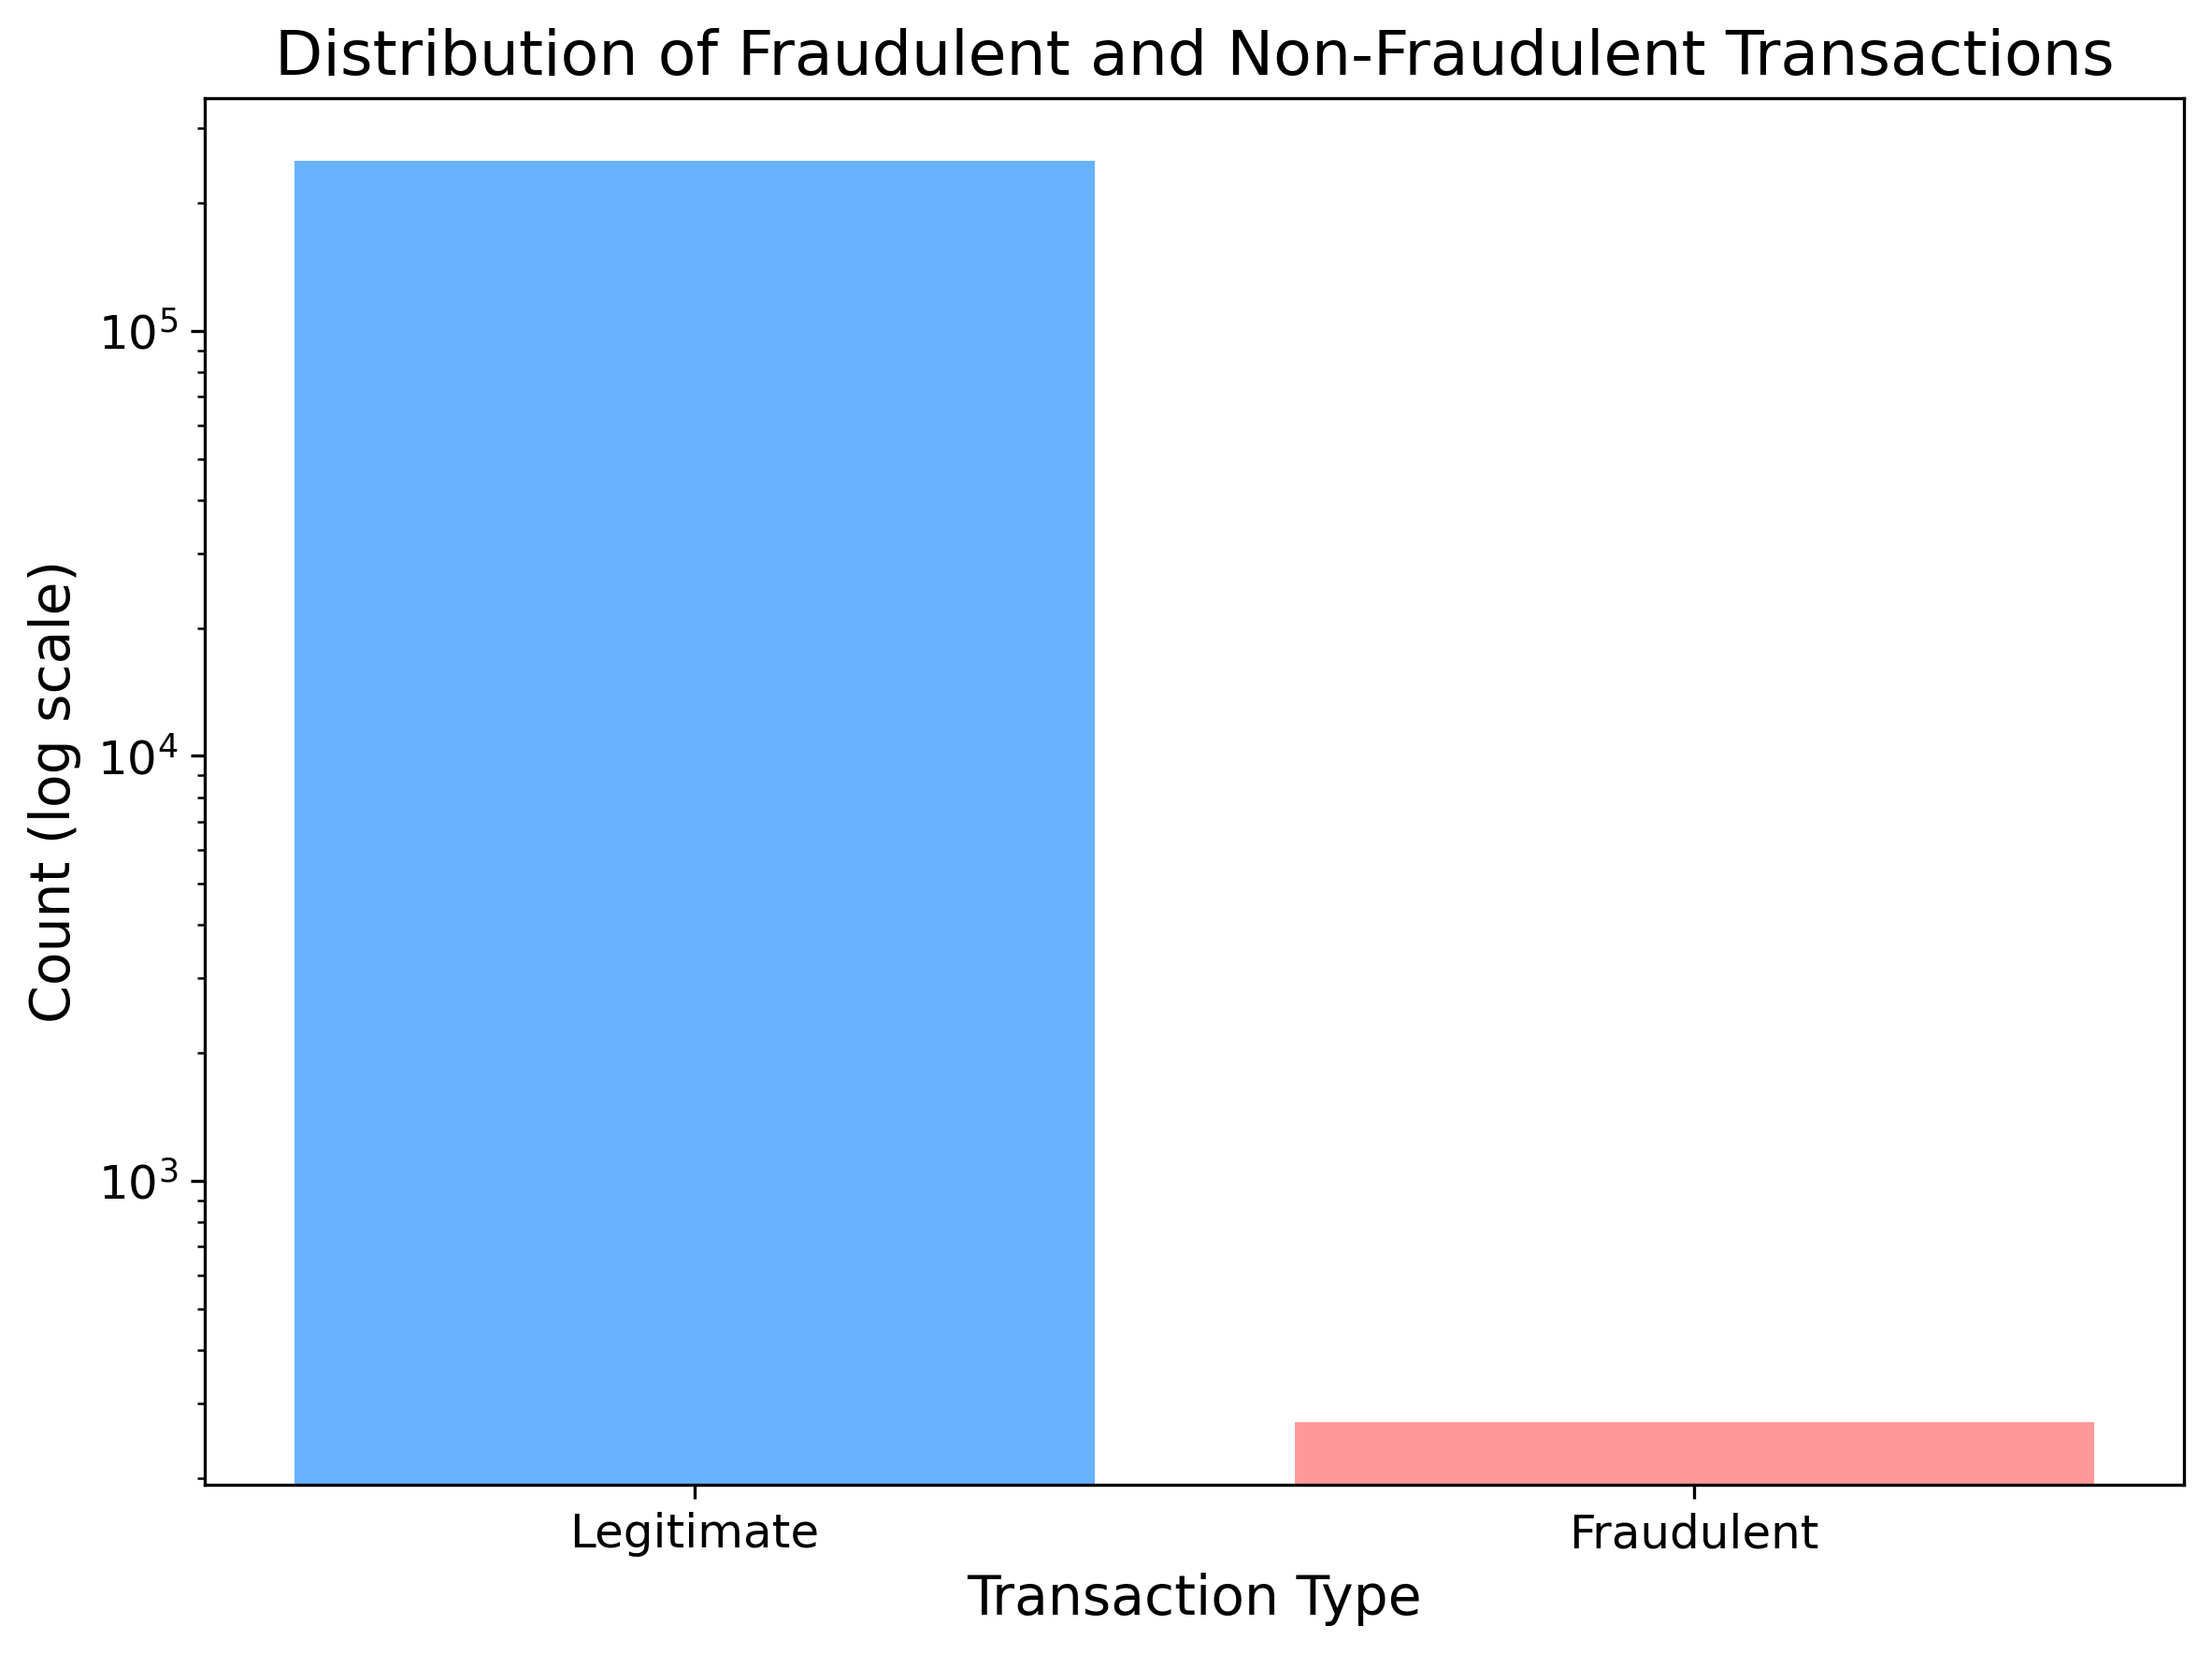 Distribution of Fraudulent and Non-Fraudulent Transactions
Count (log scale)
10⁵
10⁴
10³
Legitimate
Fraudulent
Transaction Type